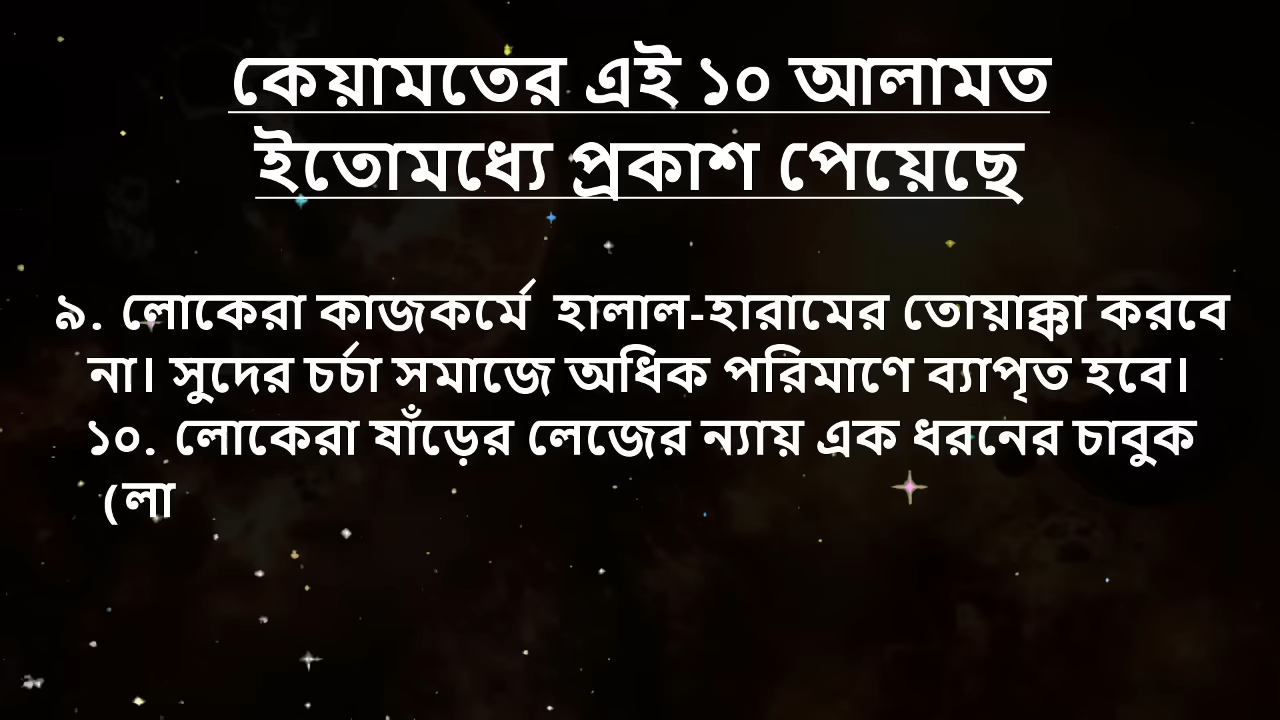 কেয়ামতের এই ১০ আলামত
ইতোমধ্যে প্রকাশ পেয়েছে
৯. লোকেরা কাজকর্মে হালাল-হারামের তোয়াক্কা করবে
না। সুদের চর্চা সমাজে অধিক পরিমাণে ব্যাপৃত হবে।
১০. লোকেরা ষাঁড়ের লেজের ন্যায় এক ধরনের চাবুক
(লা